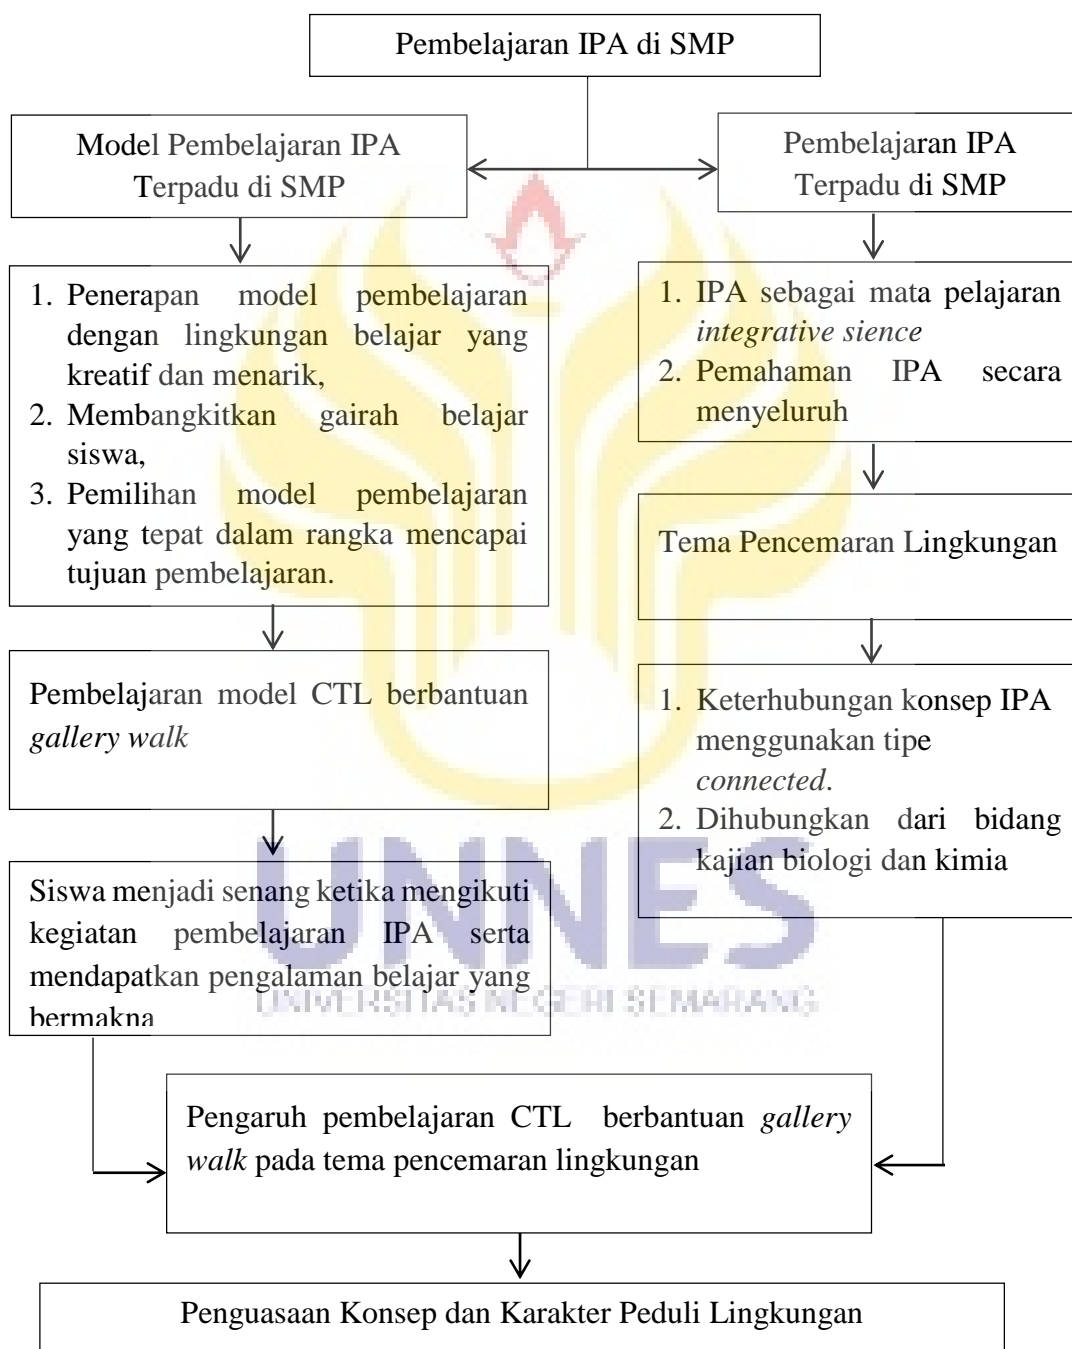 Pembelajaran IPA di SMP
Model Pembelajaran IPA
Terpadu di SMP
Pembelajaran IPA
Terpadu di SMP
1. Penerapan model pembelajaran
dengan lingkungan belajar yang
kreatif dan menarik,
2. Membangkitkan gairah belajar
siswa,
3. Pemilihan model pembelajaran
yang tepat dalam rangka mencapai
tujuan pembelajaran.
1. IPA sebagai mata pelajaran
integrative sience
2. Pemahaman IPA secara
menyeluruh
Tema Pencemaran Lingkungan
Pembelajaran model CTL berbantuan
gallery walk
1. Keterhubungan konsep IPA
menggunakan tipe
connected.
2. Dihubungkan dari bidang
kajian biologi dan kimia
Siswa menjadi senang ketika mengikuti
kegiatan pembelajaran IPA serta
mendapatkan pengalaman belajar yang
bermakna
UNNES
UNIVERSITAS NEGERI SEMARANG
Pengaruh pembelajaran CTL berbantuan gallery
walk pada tema pencemaran lingkungan
Penguasaan Konsep dan Karakter Peduli Lingkungan